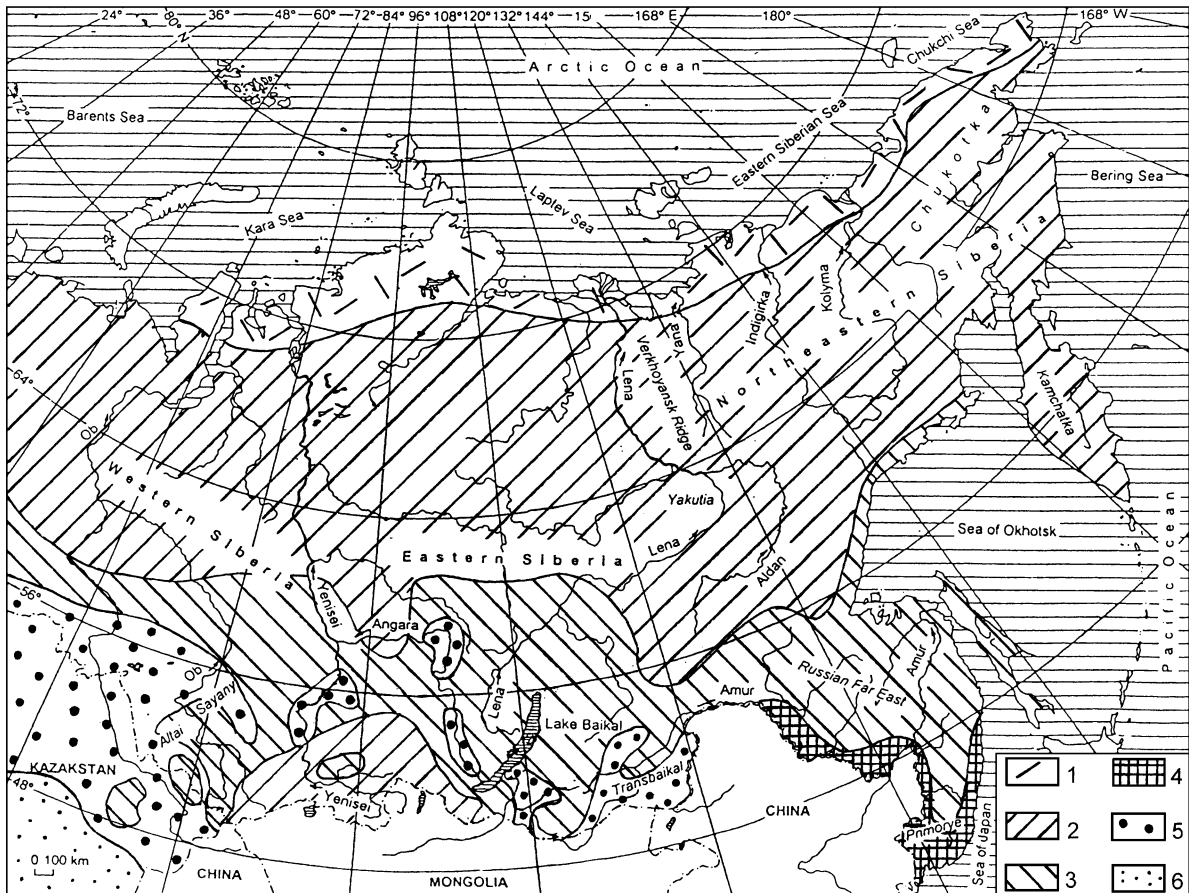 80° N
24°
36°
48°
60°
72°
84°
96°
108°
120°
132°
144°
15
168° E
180°
168° W
Chukchi Sea
Arctic Ocean
72°
Barents Sea
Eastern Siberian Sea
Bering Sea
Kara Sea
Laptev Sea
Chukotka
Northeastern Siberia
Kolyma
Indigirka
Yana
Verkhoyansk Ridge
Lena
Kamchatka
64°
Ob
Western Siberia
Yakutia
Sea of Okhotsk
Pacific Ocean
Eastern Siberia
Lena
Aldan
56°
Yenisei
Angara
Ob
Sayany
Altai
Lena
Lake Baikal
Amur
Russian Far East
Amur
KAZAKSTAN
48°
Yenisei
Transbaikal
CHINA
Primorye
Sea of Japan
0 100 km
CHINA
MONGOLIA
1
2
3
4
5
6